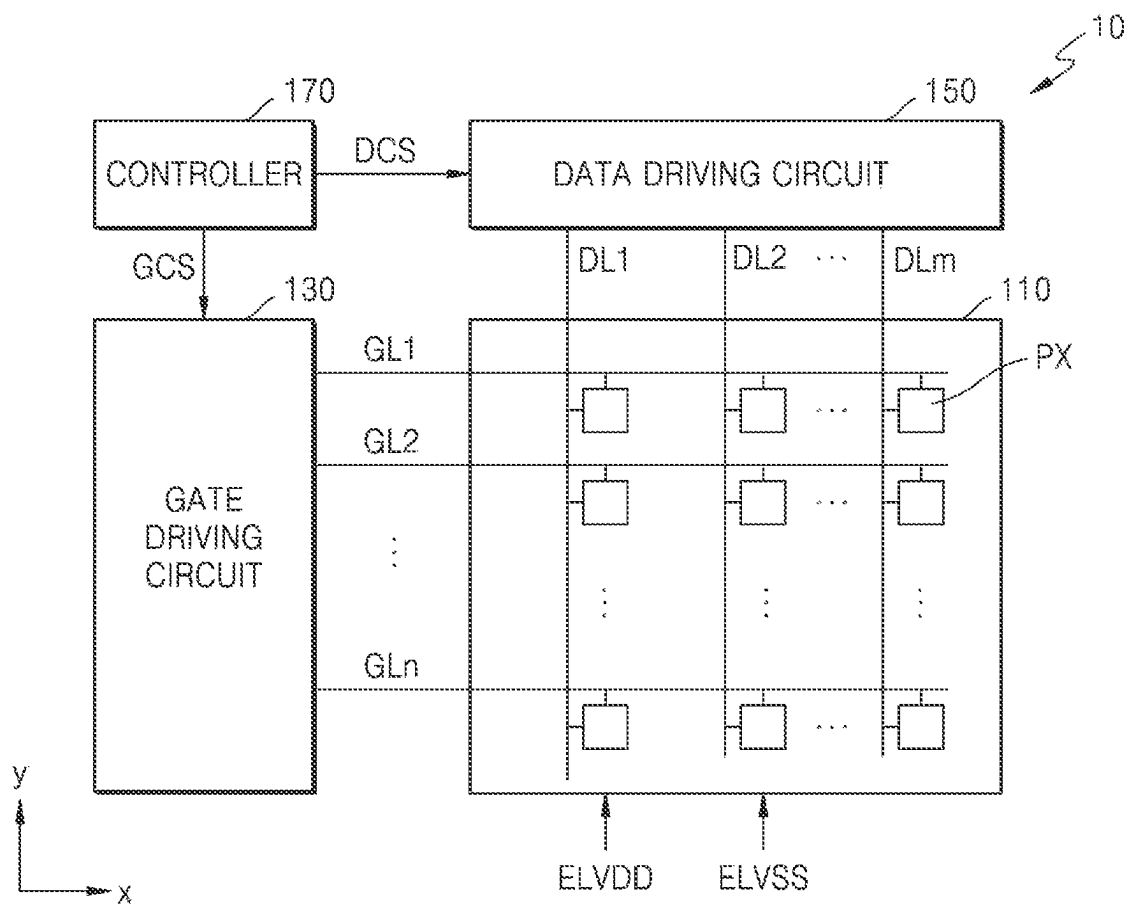 10
170
150
CONTROLLER
DCS
DATA DRIVING CIRCUIT
GCS
DL1
DL2
...
DLm
130
110
GL1
PX
...
GL2
...
GATE
DRIVING
CIRCUIT
GLn
...
y
x
ELVDD
ELVSS